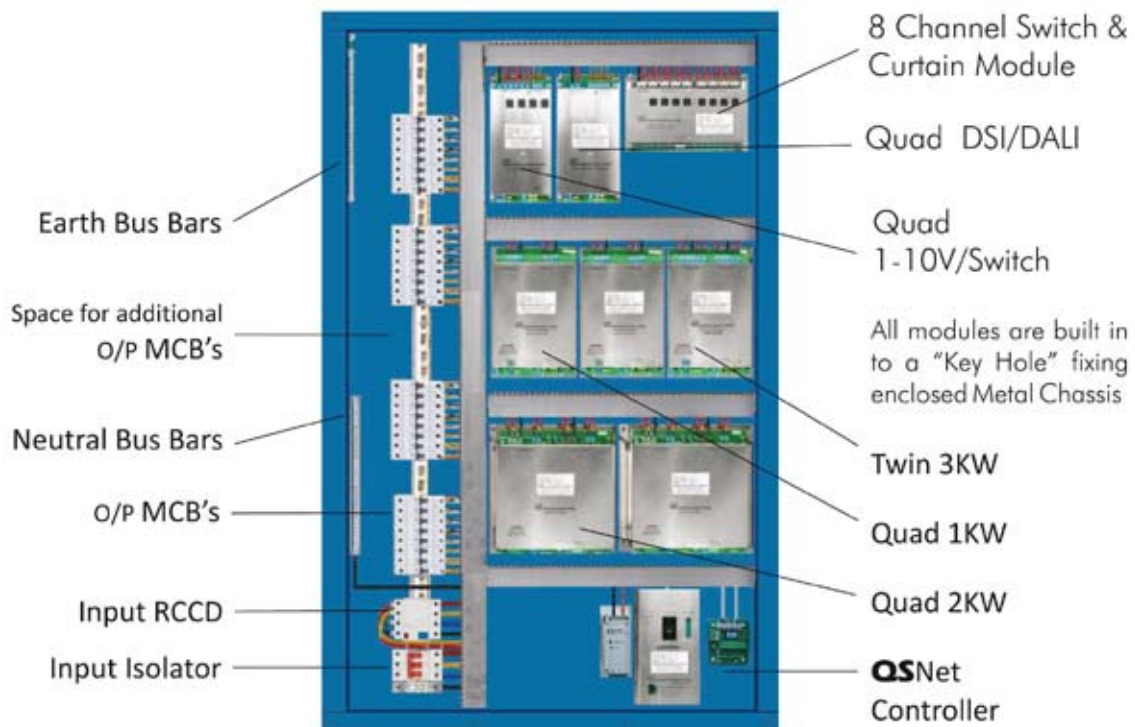 Earth Bus Bars
Space for additional
O/P MCB's
Neutral Bus Bars
O/P MCB's
Input RCCD
Input Isolator
8 Channel Switch &
Curtain Module
Quad DSI/DALI
Quad
1-10V/Switch
All modules are built in
to a “Key Hole” fixing
enclosed Metal Chassis
Twin 3KW
Quad 1KW
Quad 2KW
QSNet
Controller